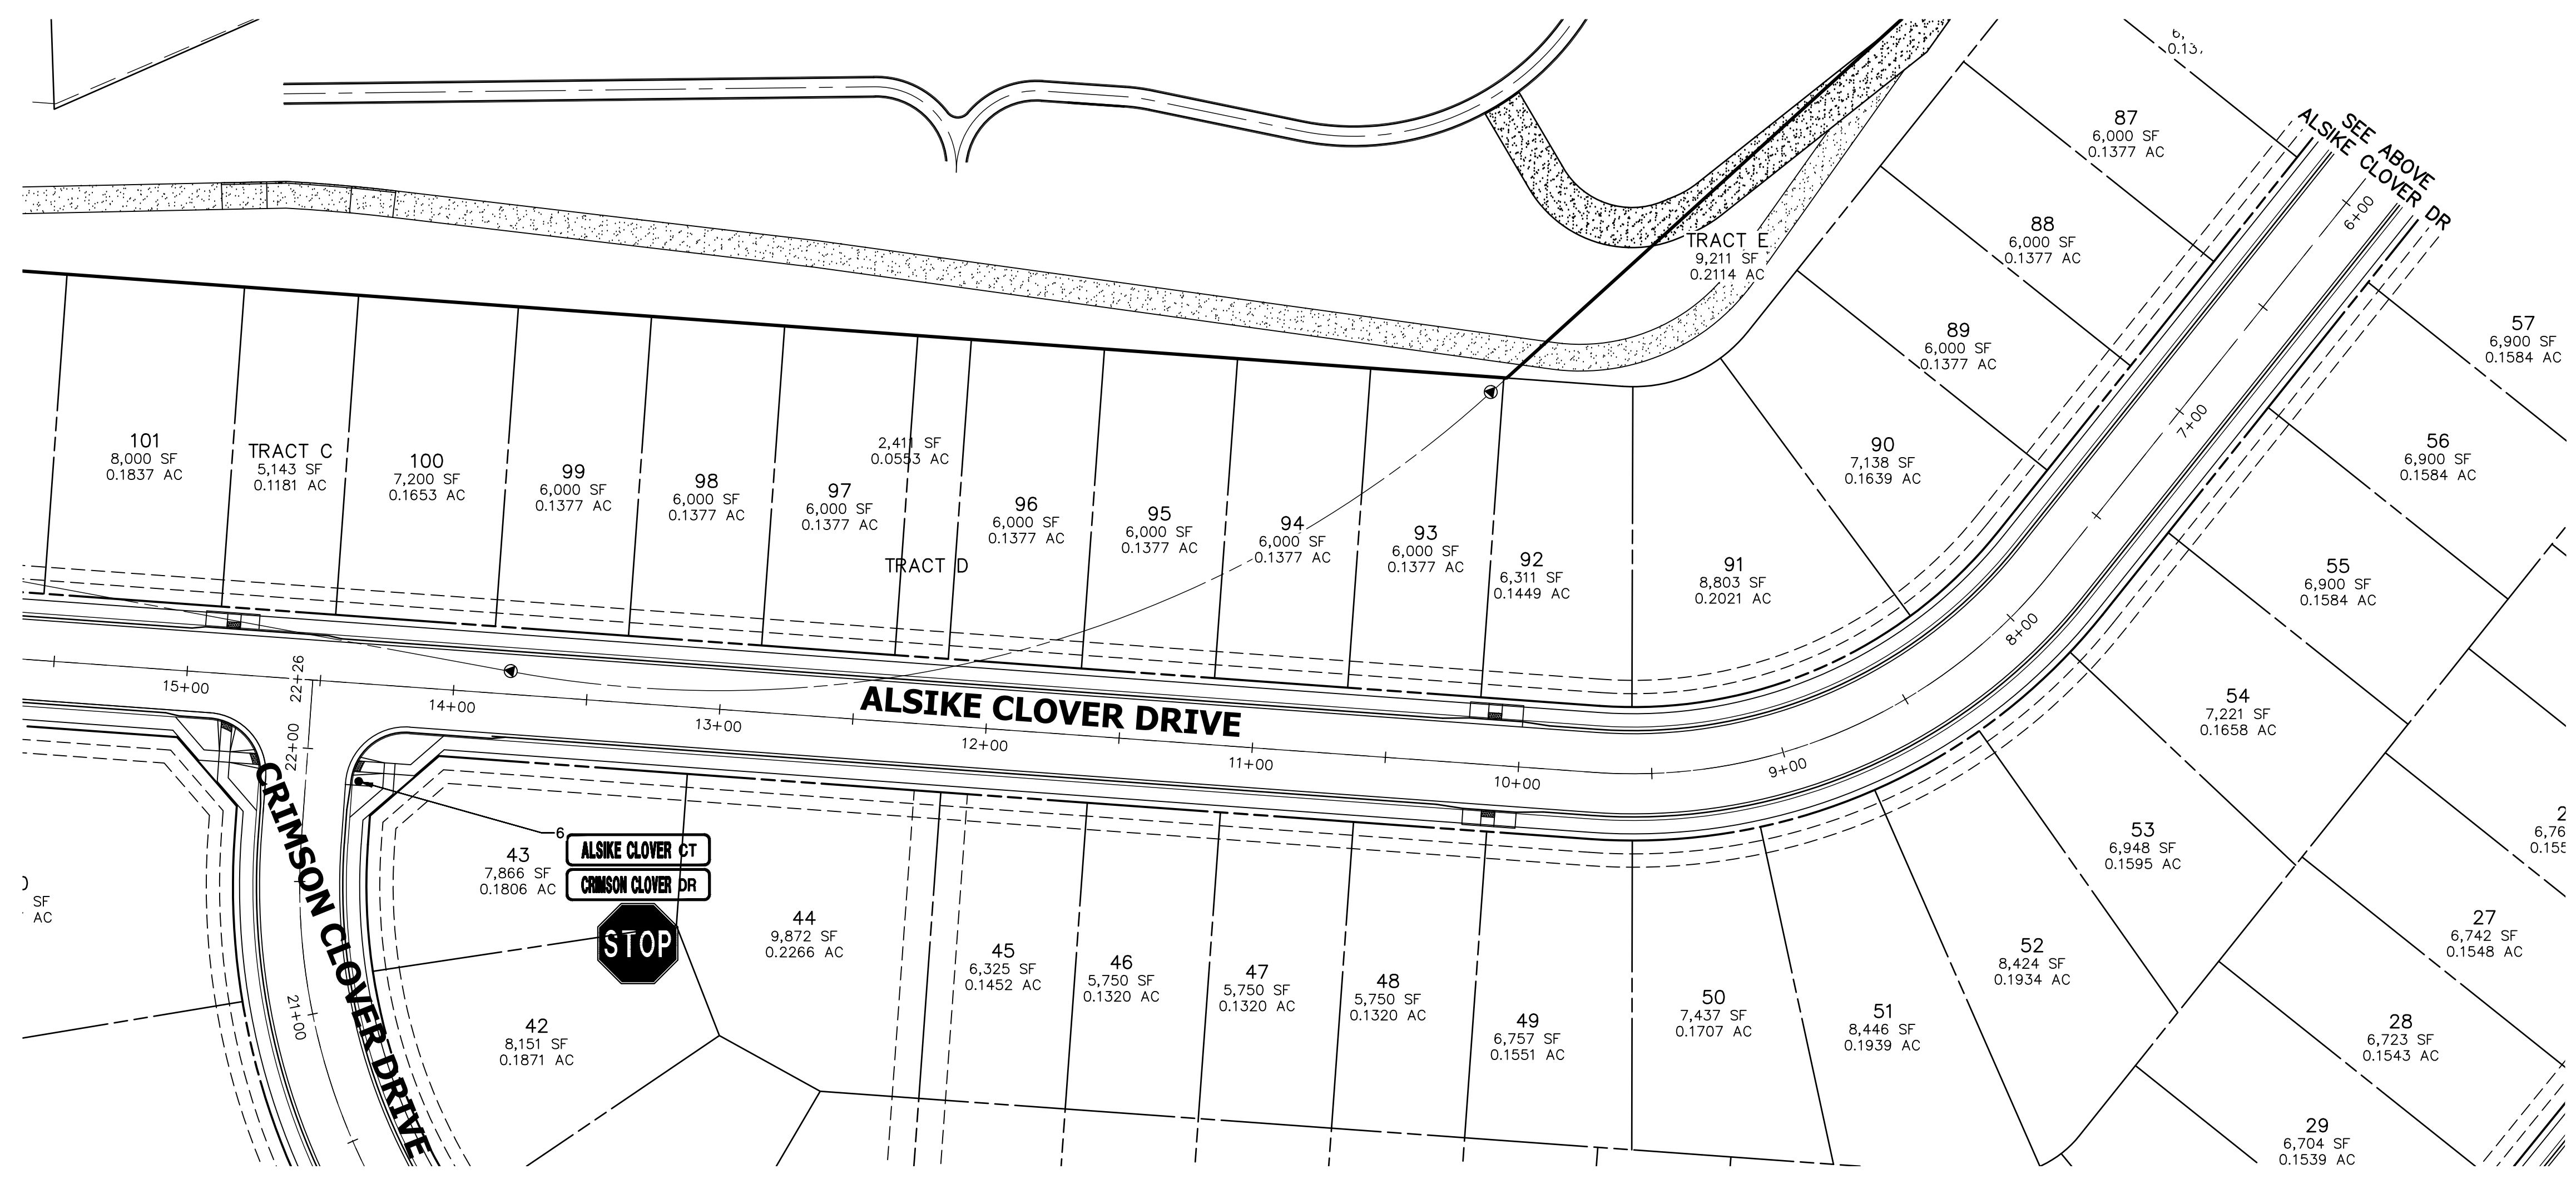 0.13
87
6,000 SF
0.1377 AC
SEE ABOVE
ALSIKE CLOVER DR
6+00
88
6,000 SF
0.1377 AC
TRACT E
9,211 SF
0.2114 AC
89
6,000 SF
0.1377 AC
57
6,900 SF
0.1584 AC
7+00
101
8,000 SF
0.1837 AC
TRACT C
5,143 SF
0.1181 AC
100
7,200 SF
0.1653 AC
99
6,000 SF
0.1377 AC
98
6,000 SF
0.1377 AC
97
6,000 SF
0.1377 AC
2,411 SF
0.0553 AC
TRACT D
96
6,000 SF
0.1377 AC
95
6,000 SF
0.1377 AC
94
6,000 SF
0.1377 AC
93
6,000 SF
0.1377 AC
92
6,311 SF
0.1449 AC
91
8,803 SF
0.2021 AC
90
7,138 SF
0.1639 AC
56
6,900 SF
0.1584 AC
55
6,900 SF
0.1584 AC
8+00
54
7,221 SF
0.1658 AC
15+00
22+26
14+00
13+00
ALSIKE CLOVER DRIVE
12+00
11+00
10+00
9+00
22+00
CRIMSON CLOVER DRIVE
21+00
6
ALSIKE CLOVER CT
CRIMSON CLOVER DR
STOP
43
7,866 SF
0.1806 AC
SF
AC
42
8,151 SF
0.1871 AC
44
9,872 SF
0.2266 AC
45
6,325 SF
0.1452 AC
46
5,750 SF
0.1320 AC
47
5,750 SF
0.1320 AC
48
5,750 SF
0.1320 AC
49
6,757 SF
0.1551 AC
50
7,437 SF
0.1707 AC
51
8,446 SF
0.1939 AC
52
8,424 SF
0.1934 AC
53
6,948 SF
0.1595 AC
2
6,76
0.155
27
6,742 SF
0.1548 AC
28
6,723 SF
0.1543 AC
29
6,704 SF
0.1539 AC